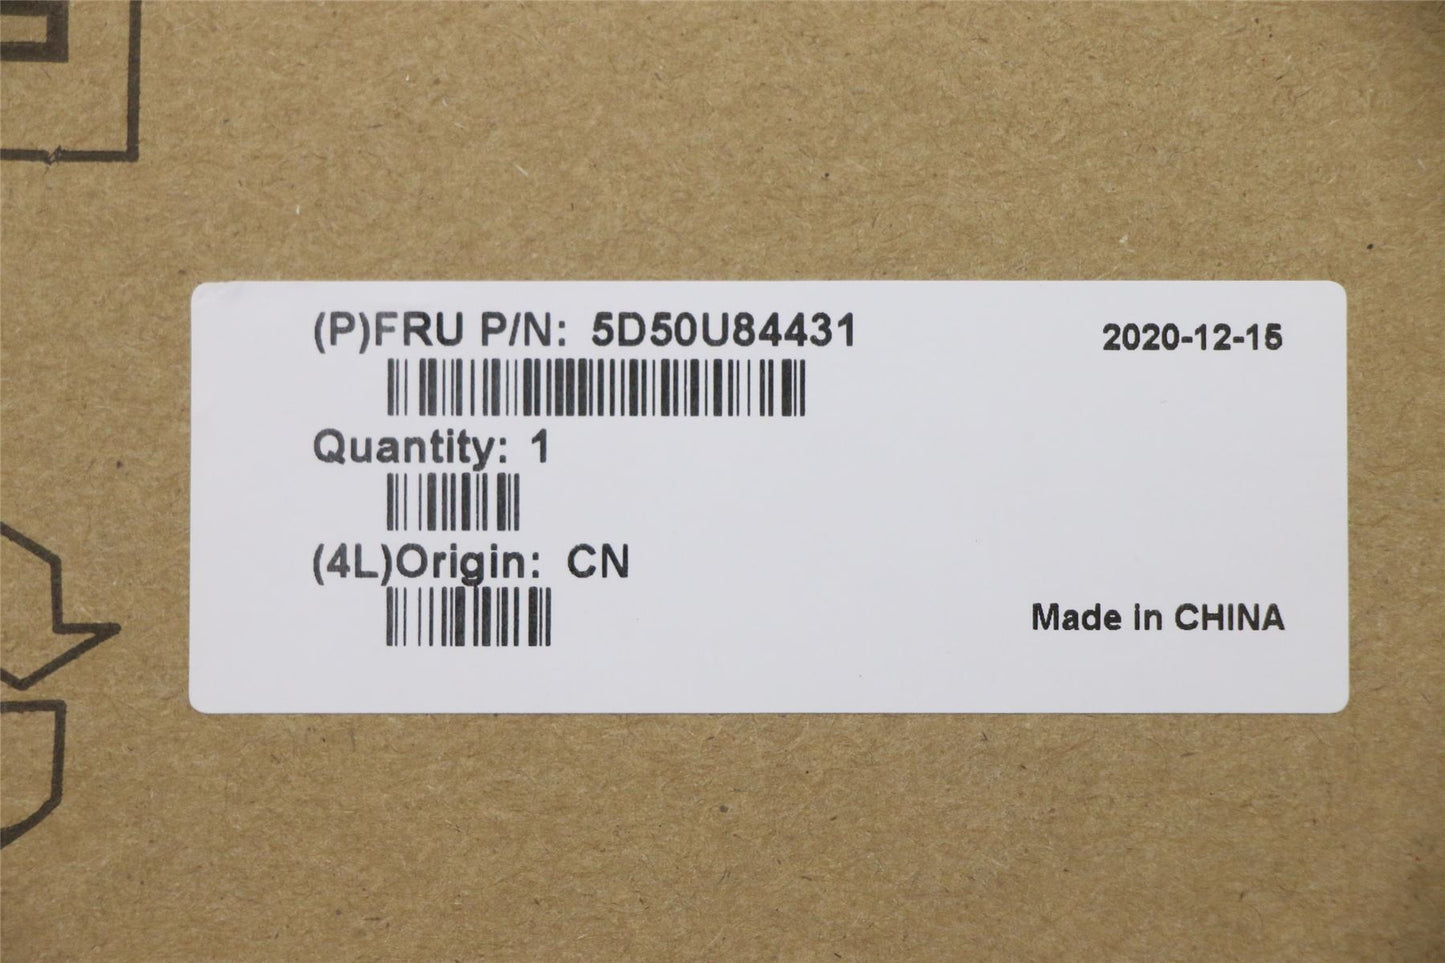 (P)FRU P/N: 5D50U84431
2020-12-15
Quantity: 1
(4L)Origin: CN
Made in CHINA